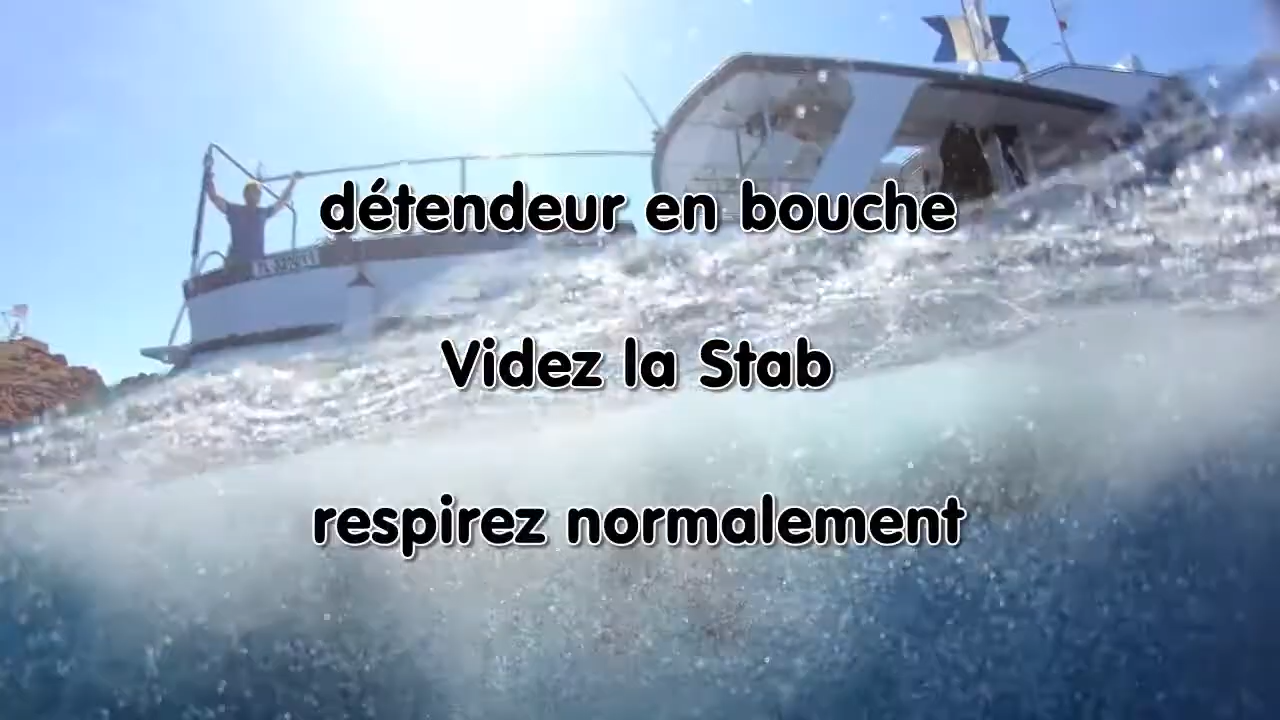 détendeur en bouche
Videz la Stab
respirez normalement